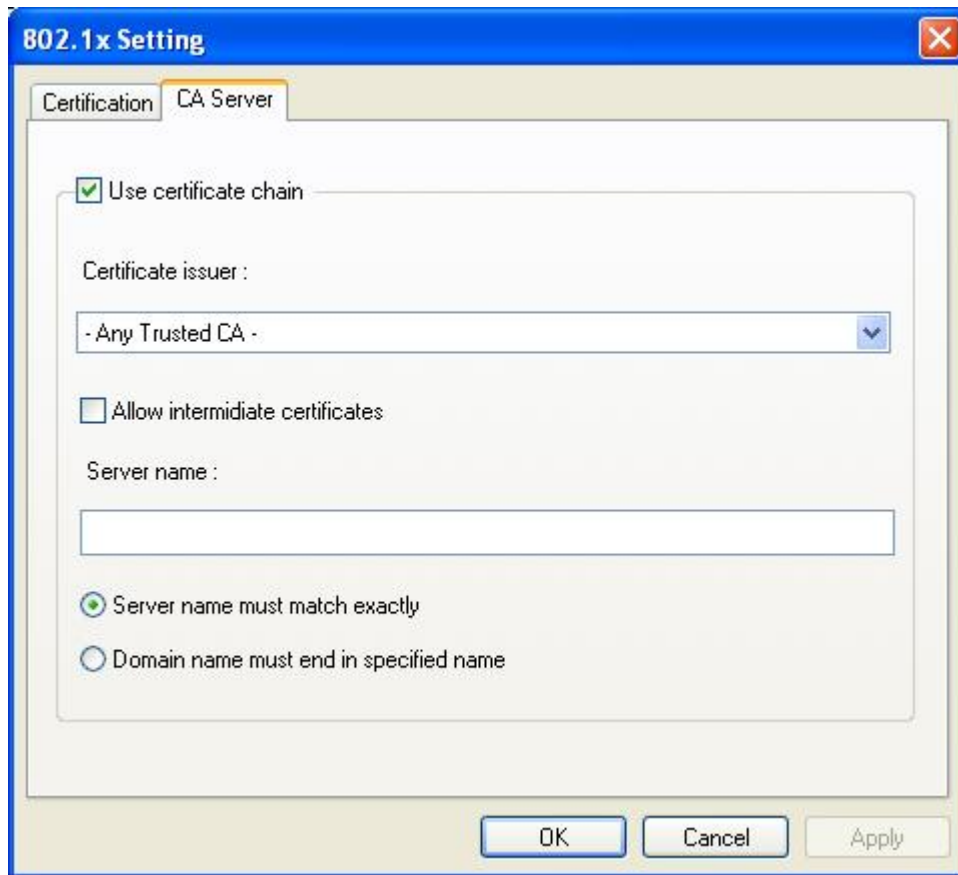 802.1x Setting
Certification CA Server
Use certificate chain
Certificate issuer :
- Any Trusted CA -
Allow intermidiate certificates
Server name :
Server name must match exactly
Domain name must end in specified name
OK Cancel Apply